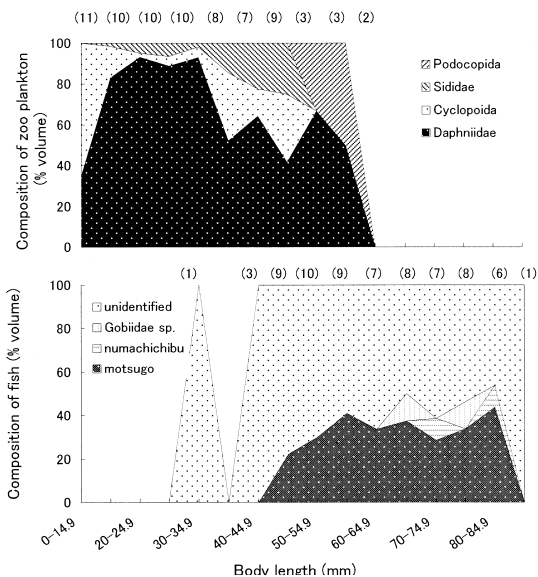 (11) (10) (10) (10) (8) (7) (9) (3) (3) (2)
Composition of zoo plankton
(% volume)
100
80
60
40
20
0
Podocopida
Sididae
Cyclopoida
Daphniidae
(1) (3) (9) (10) (9) (7) (8) (7) (8) (6) (1)
Composition of fish (% volume)
100
80
60
40
20
0
unidentified
Gobiidae sp.
numachichibu
motsugo
0-14.9
20-24.9
30-34.9
40-44.9
50-54.9
60-64.9
70-74.9
80-84.9
Body length (mm)